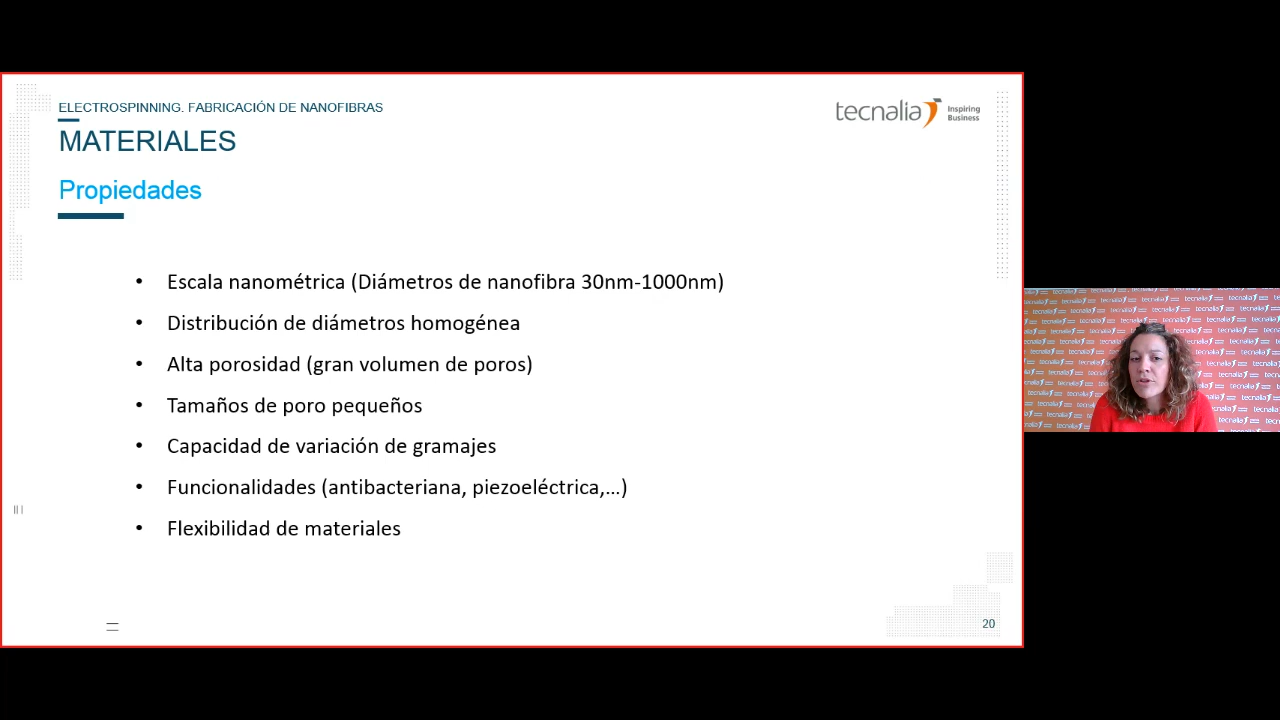 ELECTROSPINNING. FABRICACIÓN DE NANOFIBRAS
MATERIALES
Propiedades
tecnalia Inspiring
Business
• Escala nanométrica (Diámetros de nanofibra 30nm-1000nm)
• Distribución de diámetros homogénea
• Alta porosidad (gran volumen de poros)
• Tamaños de poro pequeños
• Capacidad de variación de gramajes
• Funcionalidades (antibacteriana, piezoeléctrica,...)
• Flexibilidad de materiales
20